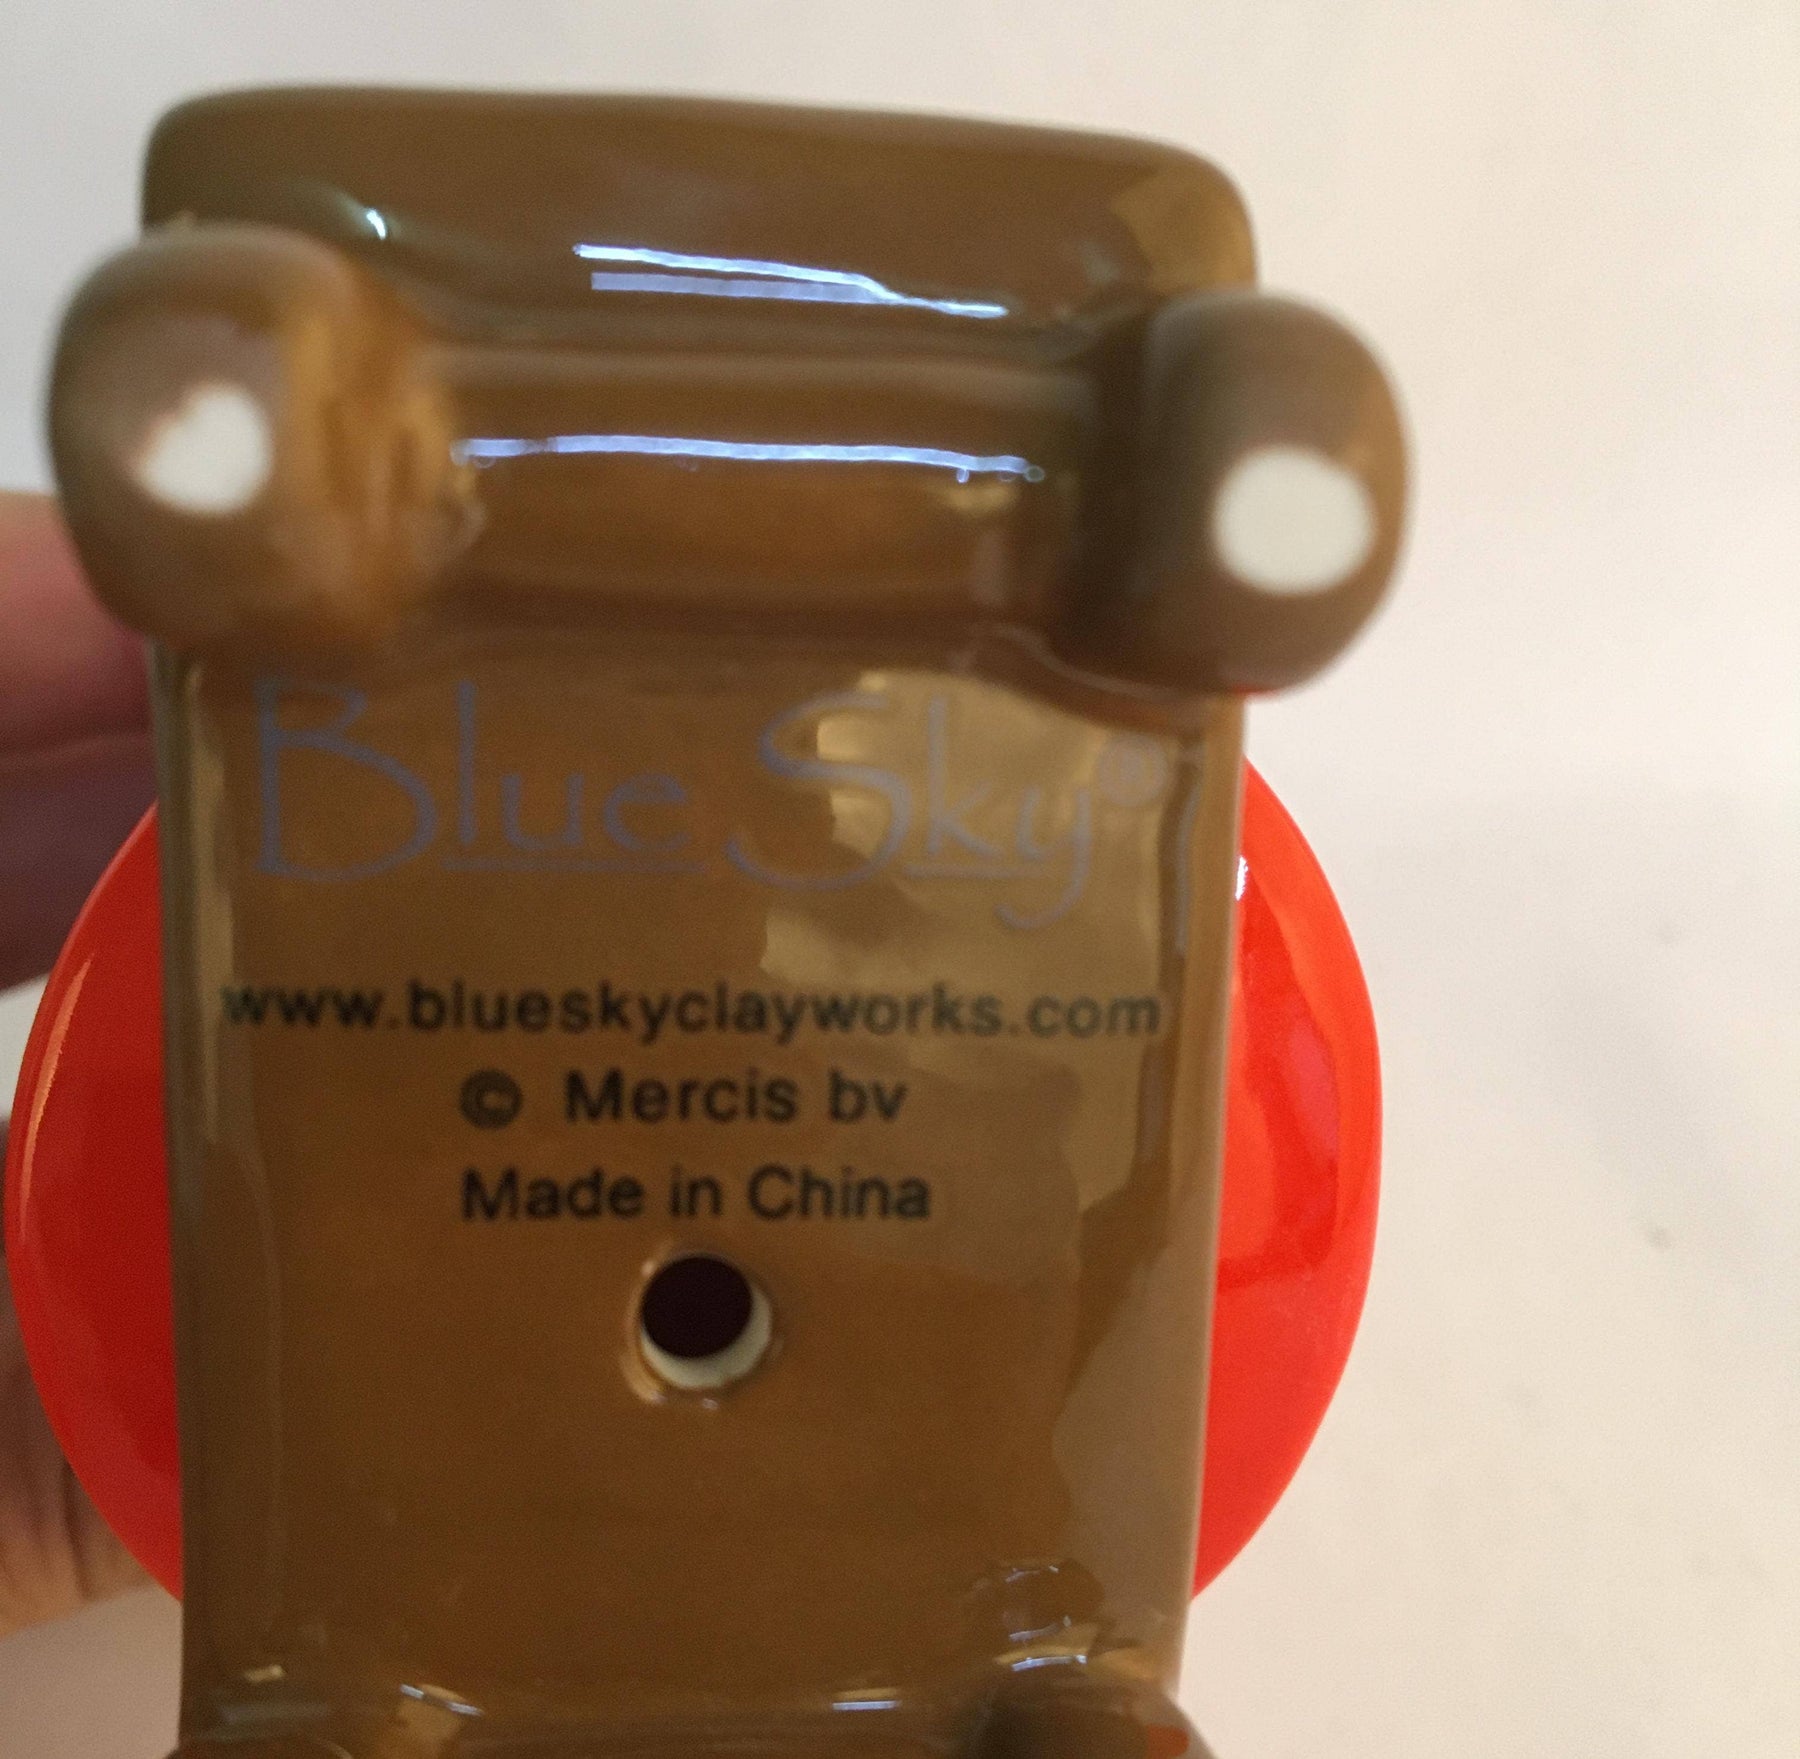 Blue Sky®
www.blueskyclayworks.com
© Mercis bv
Made in China